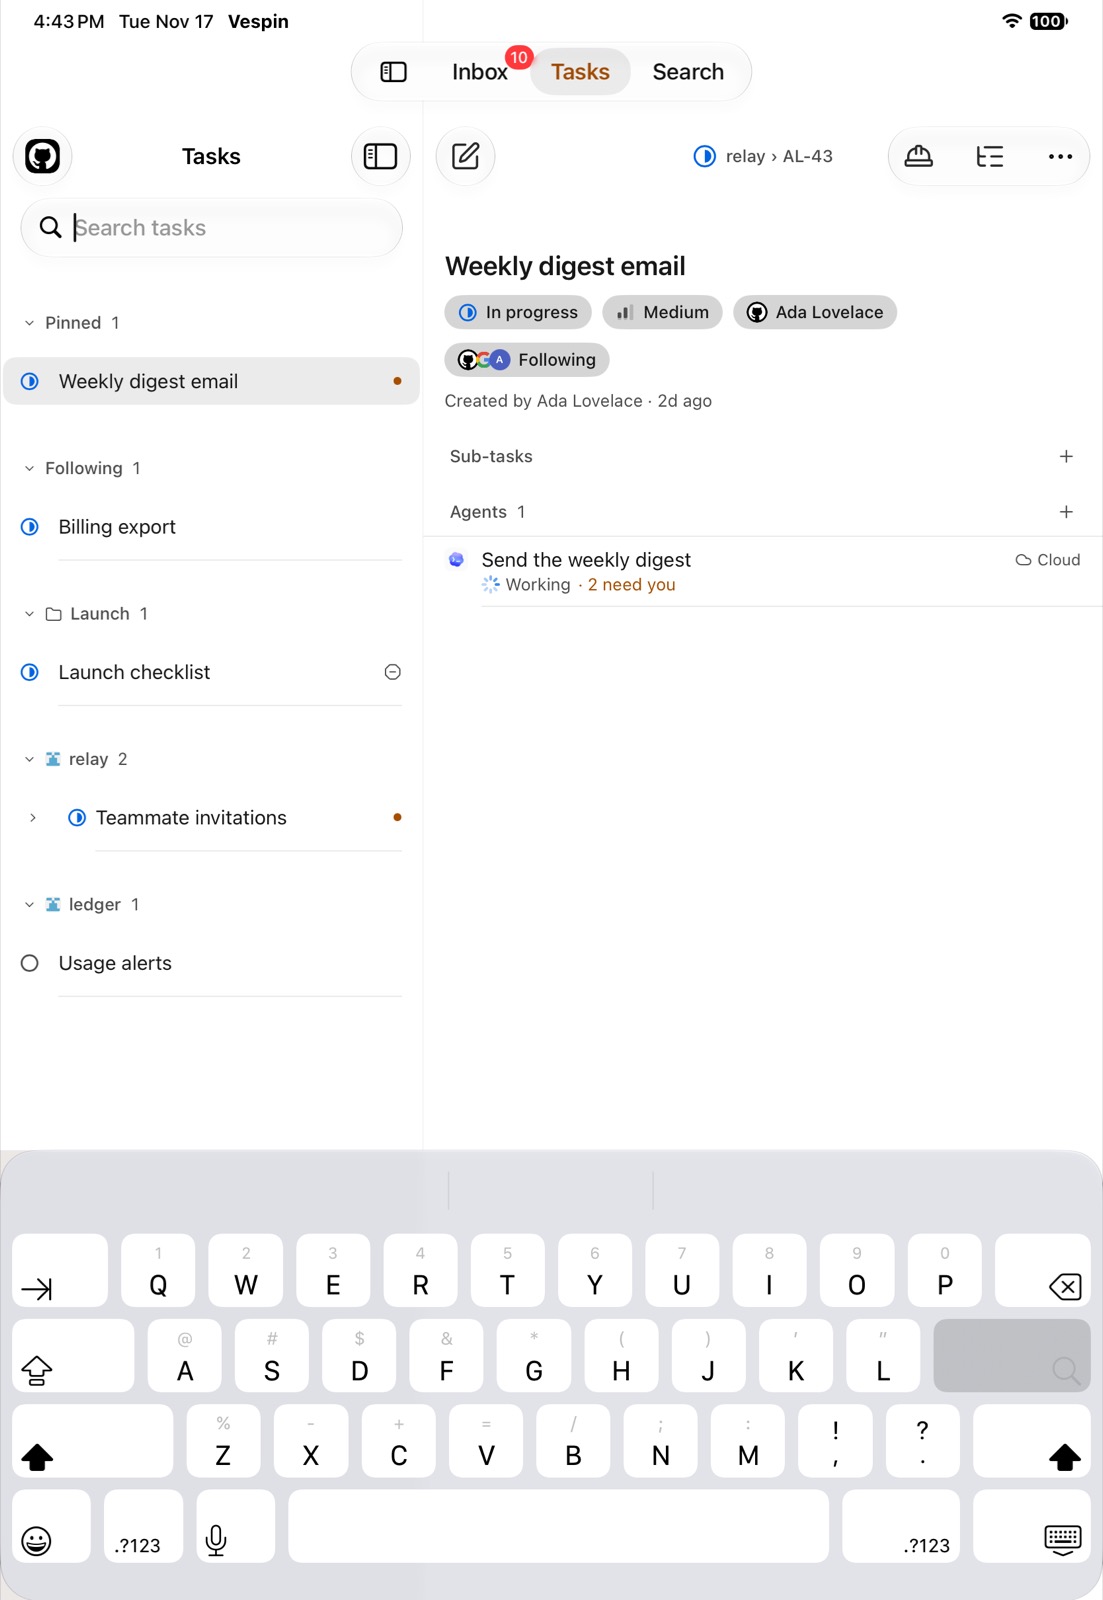 4:43 PM Tue Nov 17 Vespin
100
Inbox 10 Tasks Search
Tasks
relay › AL-43
Search tasks
Pinned 1
Weekly digest email
Following 1
Billing export
Launch 1
Launch checklist
relay 2
Teammate invitations
ledger 1
Usage alerts
Weekly digest email
In progress Medium Ada Lovelace
A Following
Created by Ada Lovelace · 2d ago
Sub-tasks
Agents 1
Send the weekly digest Cloud
Working · 2 need you
1 2 3 4 5 6 7 8 9 0
Q W E R T Y U I O P
@ # $ & * ( ) ' "
A S D F G H J K L
% - + = / ; : ! ?
Z X C V B N M , .
.?123 .?123